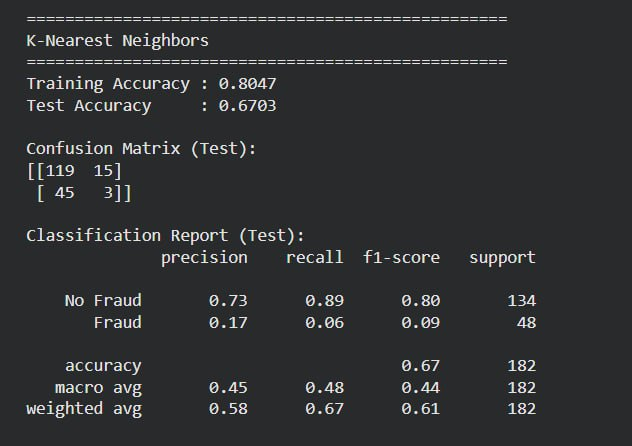 ==================================================
K-Nearest Neighbors
==================================================
Training Accuracy : 0.8047
Test Accuracy     : 0.6703

Confusion Matrix (Test):
[[119  15]
 [ 45   3]]

Classification Report (Test):
              precision    recall  f1-score   support

    No Fraud       0.73      0.89      0.80       134
       Fraud       0.17      0.06      0.09        48

    accuracy                           0.67       182
   macro avg       0.45      0.48      0.44       182
weighted avg       0.58      0.67      0.61       182